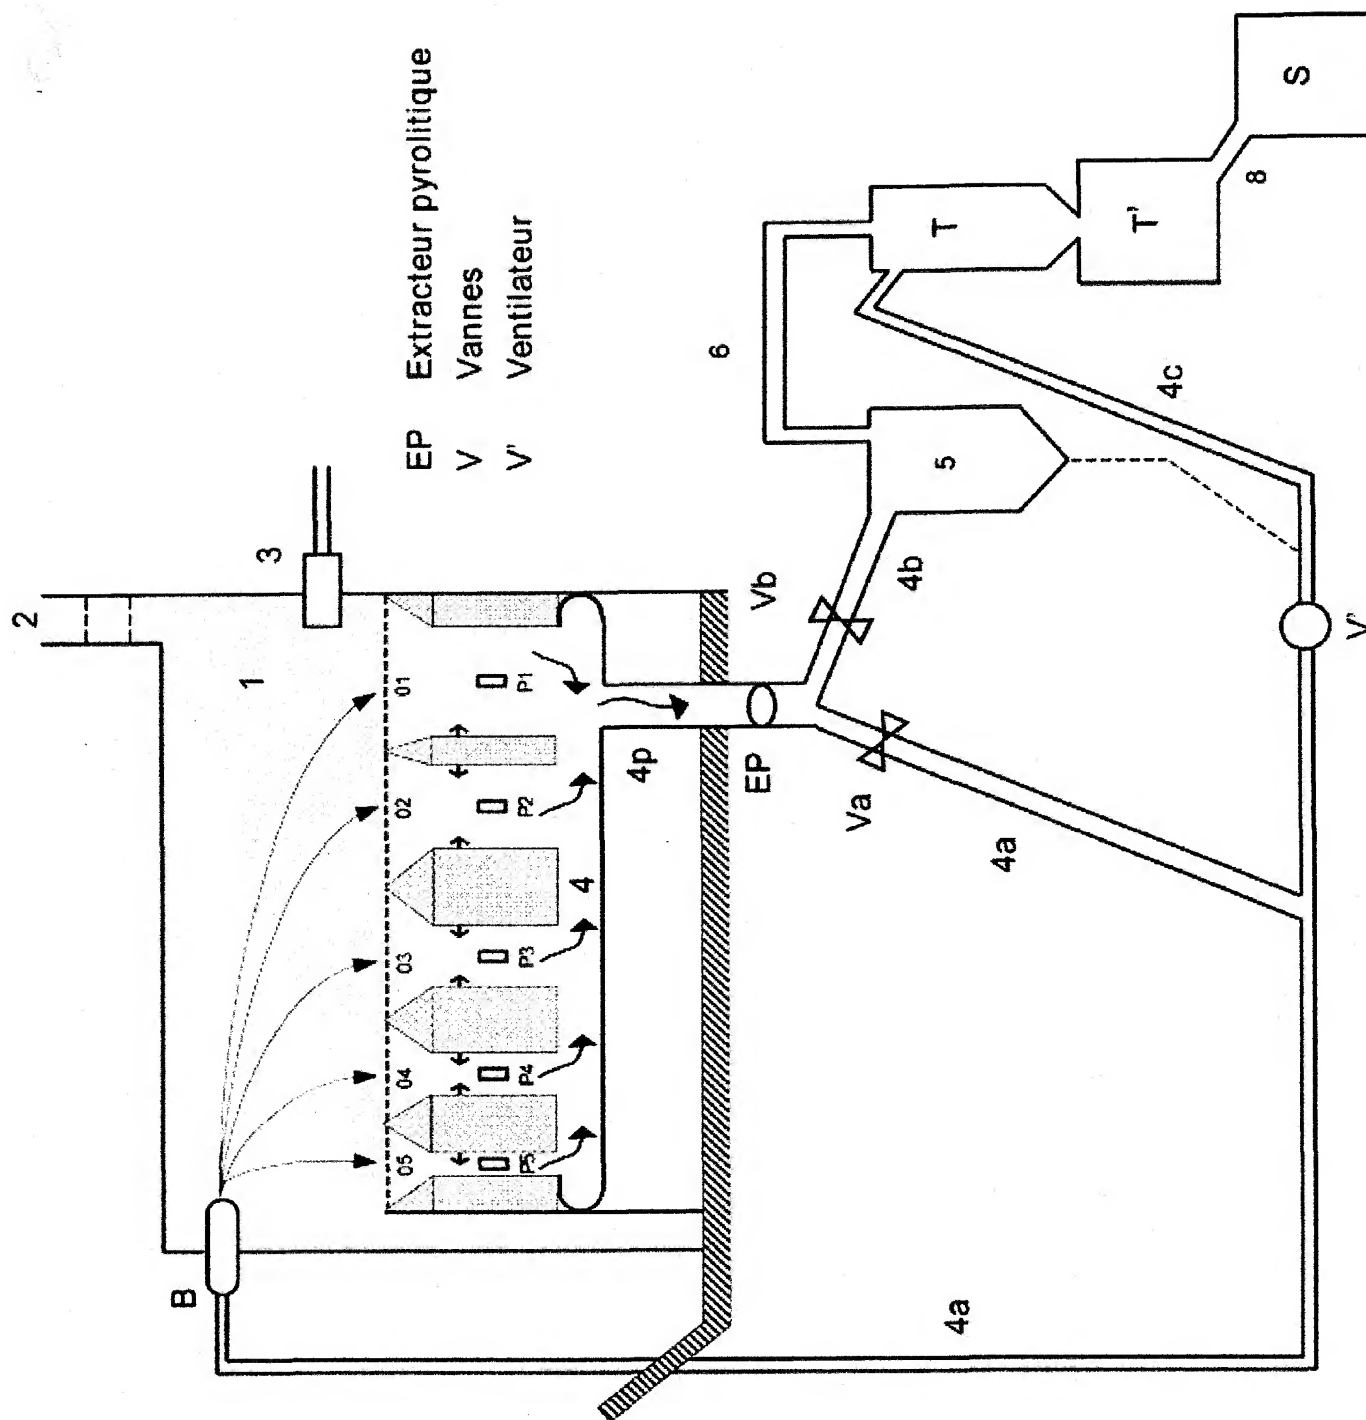 EP Extracteur pyrolitique
V Vannes
V' Ventilateur
2
3
1
B
01
02
03
04
05
P1
P2
P3
P4
P5
4
4p
EP
Va
Vb
4a
4b
5
6
4c
T
T'
8
S
V'
4a